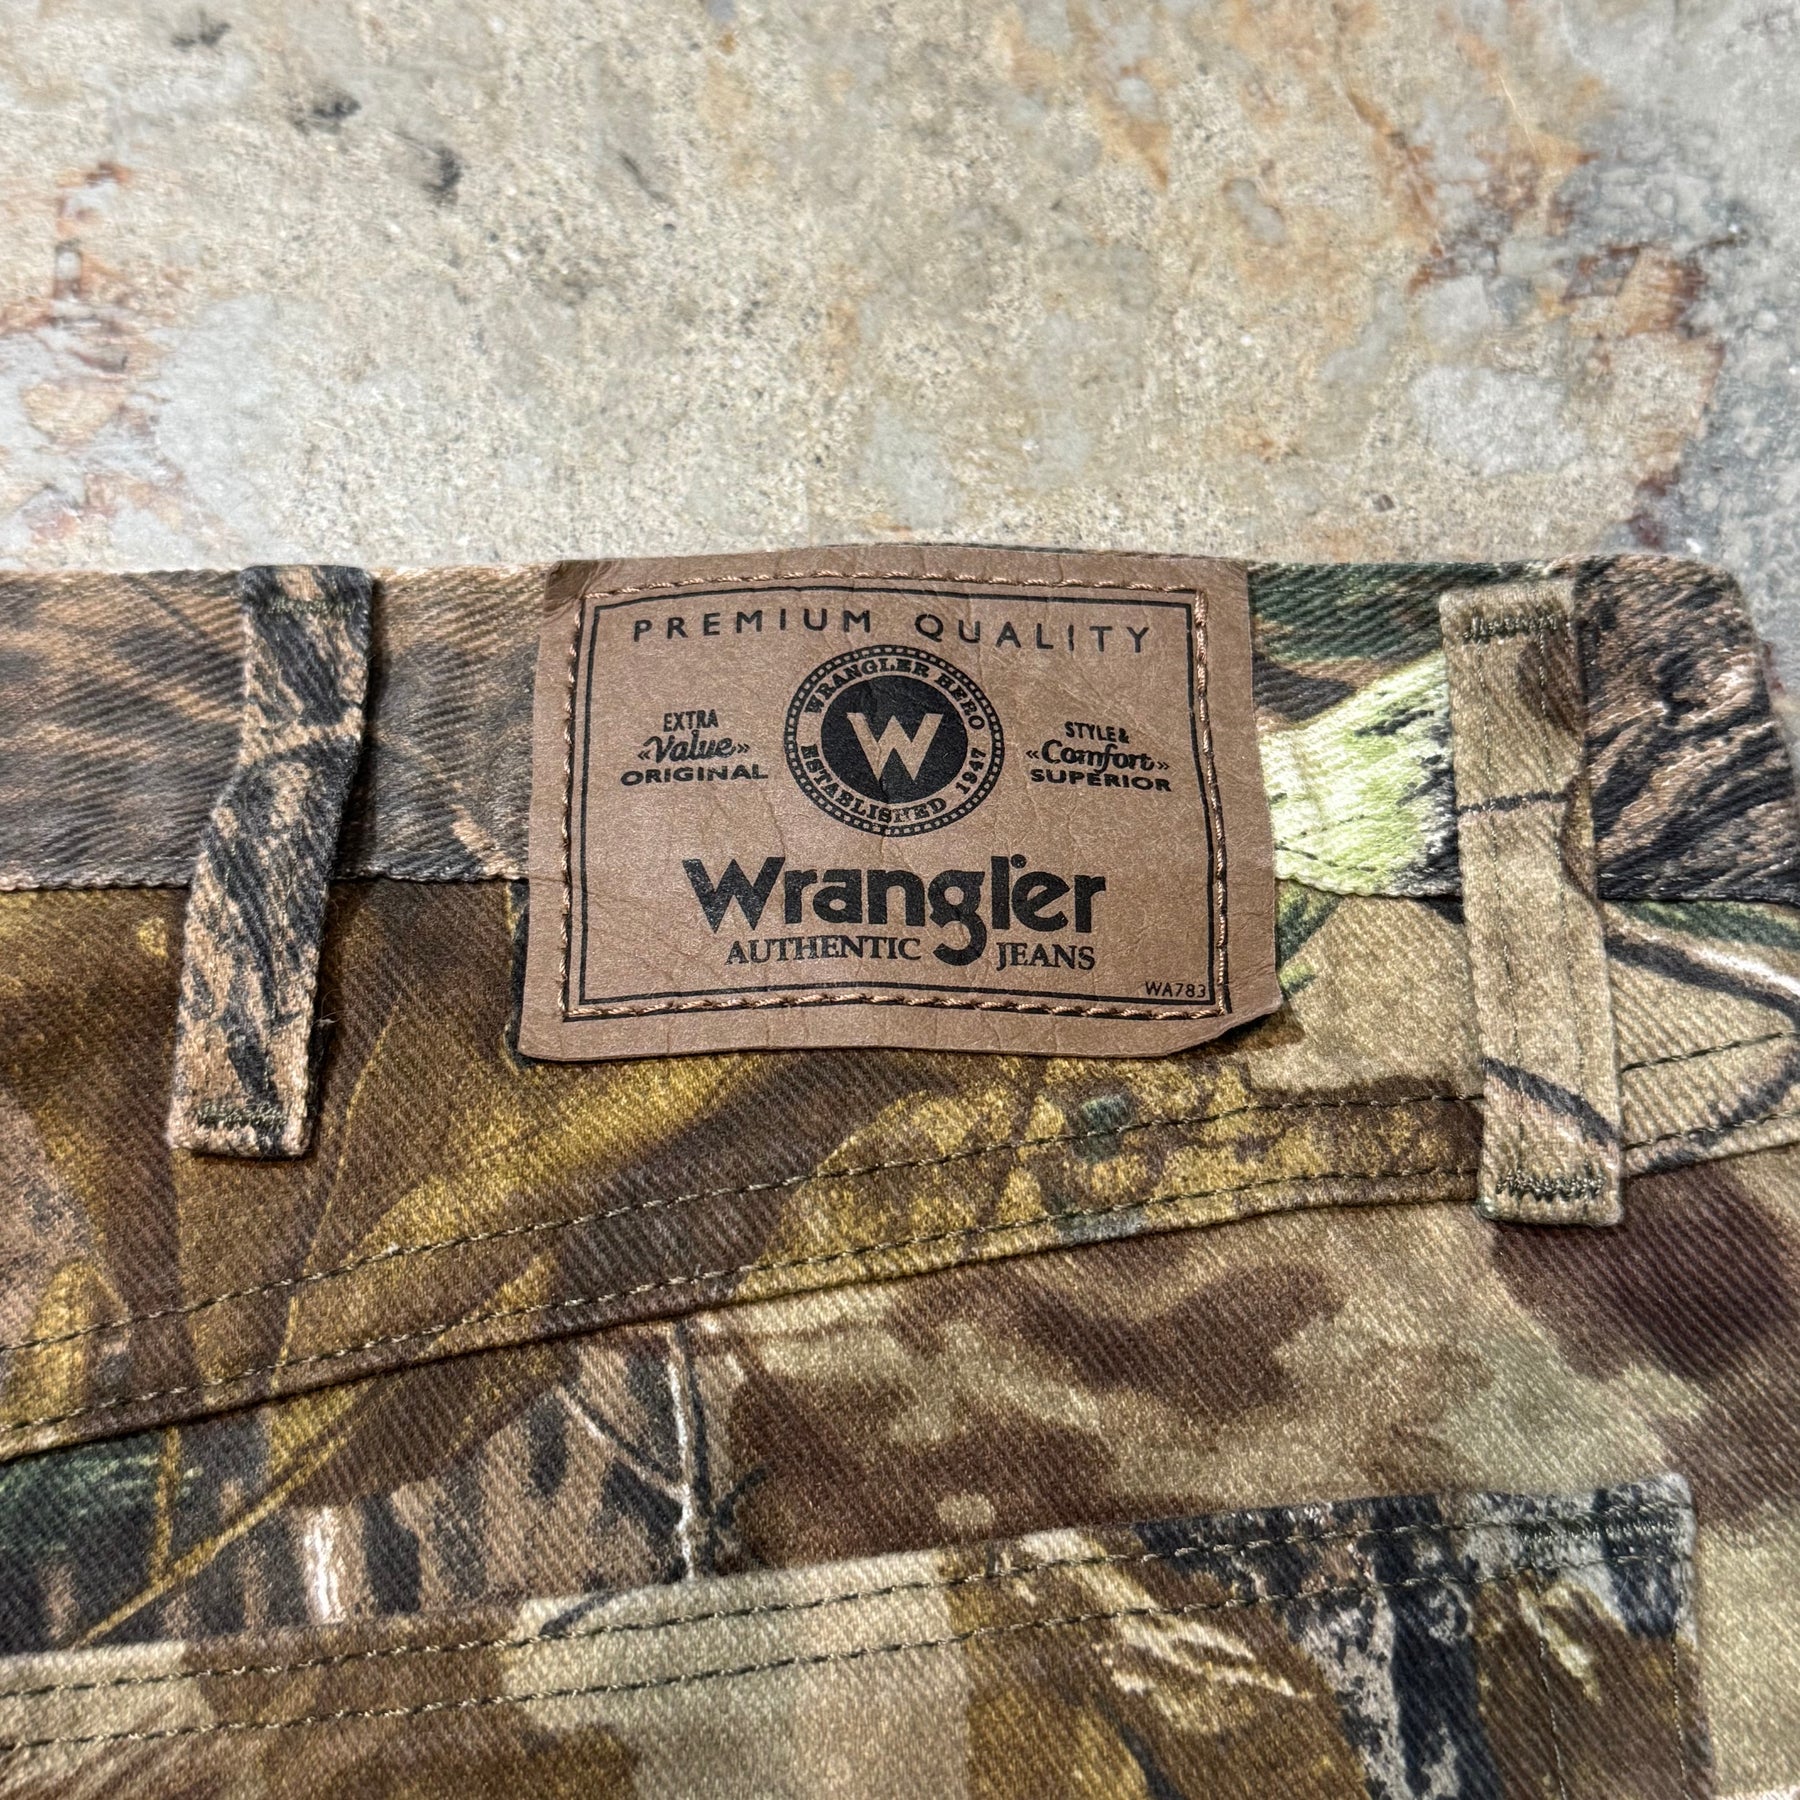 PREMIUM QUALITY
WRANGLER HERO
ESTABLISHED 1947
W
EXTRA
«Value»
ORIGINAL
STYLE &
«Comfort»
SUPERIOR
Wrangler
AUTHENTIC JEANS
WA783